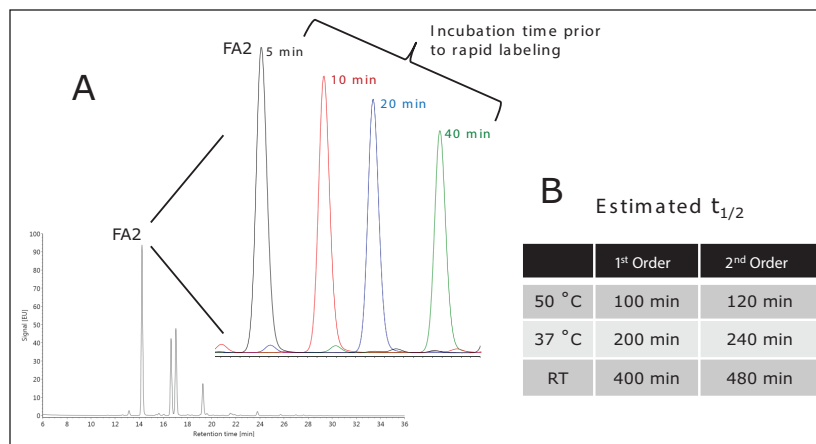 A
FA2
5 min
Incubation time prior
to rapid labeling
10 min
20 min
40 min
FA2
100
90
80
70
60
50
40
30
20
10
0
Signal [EU]
6 8 10 12 14 16 18 20 22 24 26 28 30 32 34 36
Retention time [min]
B Estimated t1/2
1st Order 2nd Order
50 °C 100 min 120 min
37 °C 200 min 240 min
RT 400 min 480 min